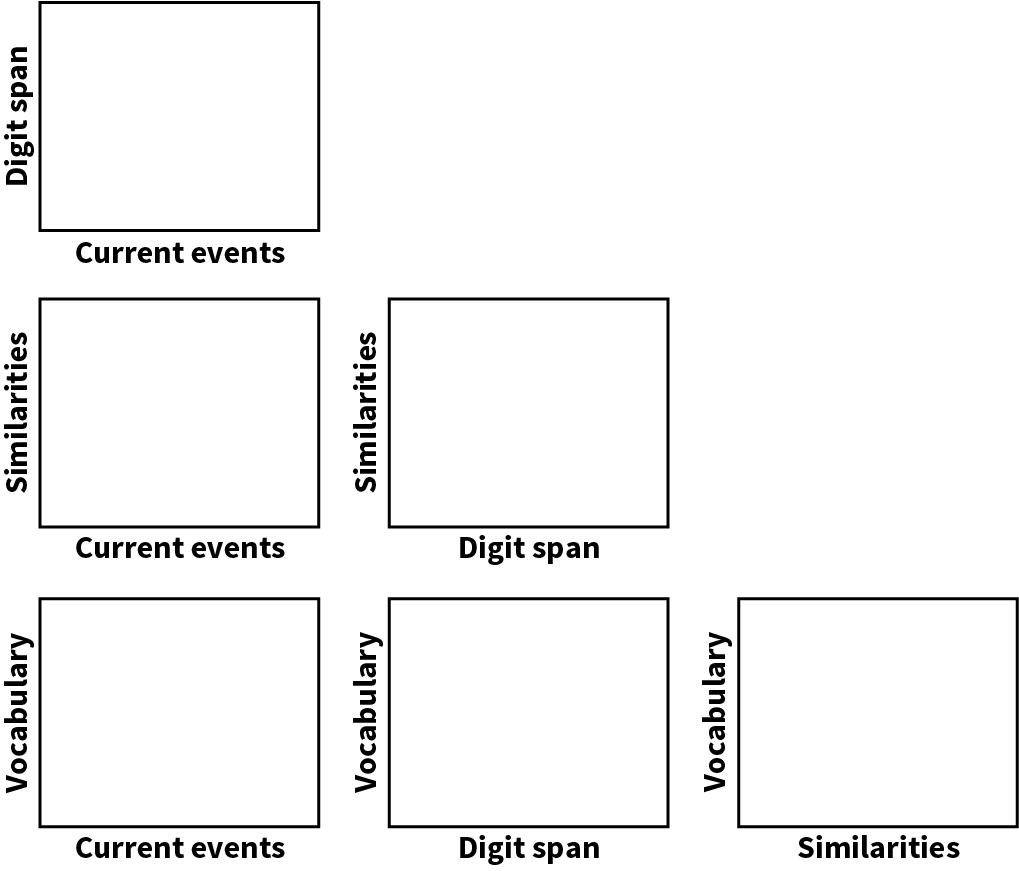 Digit span
Current events
Similarities
Current events
Similarities
Digit span
Vocabulary
Current events
Vocabulary
Digit span
Vocabulary
Similarities